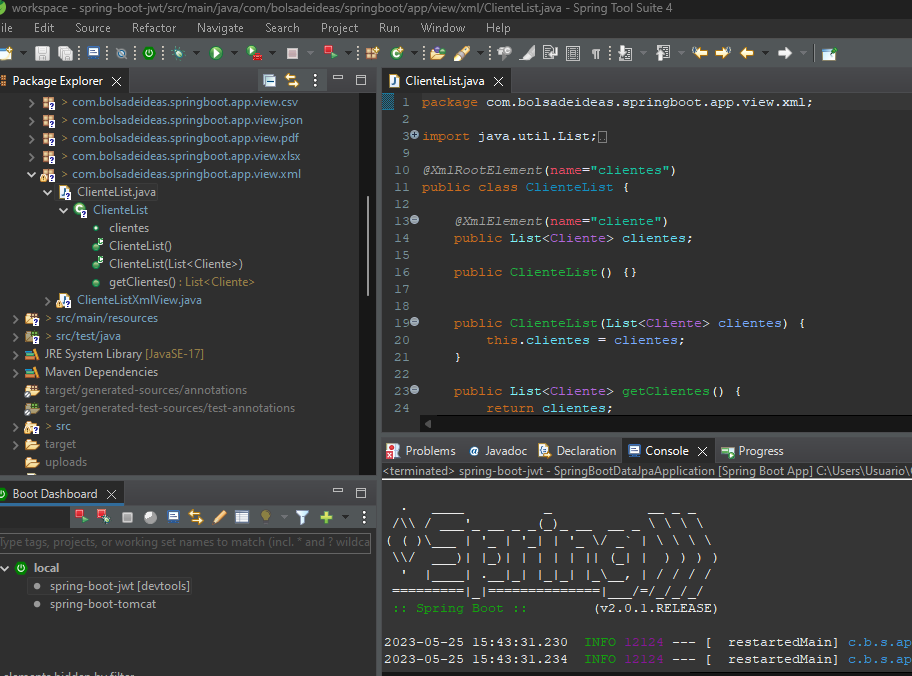 workspace - spring-boot-jwt/src/main/java/com/bolsadeideas/springboot/app/view/xml/ClienteList.java - Spring Tool Suite 4
ile Edit Source Refactor Navigate Search Project Run Window Help
Package Explorer
> com.bolsadeideas.springboot.app.view.csv
> com.bolsadeideas.springboot.app.view.json
> com.bolsadeideas.springboot.app.view.pdf
> com.bolsadeideas.springboot.app.view.xlsx
> com.bolsadeideas.springboot.app.view.xml
ClienteList.java
ClienteList
clientes
ClienteList()
ClienteList(List<Cliente>)
getClientes() : List<Cliente>
ClienteListXmlView.java
> src/main/resources
> src/test/java
JRE System Library [JavaSE-17]
Maven Dependencies
target/generated-sources/annotations
target/generated-test-sources/test-annotations
> src
target
uploads
Boot Dashboard
Type tags, projects, or working set names to match (incl. * and ? wildca
local
spring-boot-jwt [devtools]
spring-boot-tomcat
elements hidden by filter
ClienteList.java
1 package com.bolsadeideas.springboot.app.view.xml;
2
3 import java.util.List;
9
10 @XmlRootElement(name="clientes")
11 public class ClienteList {
12
13 @XmlElement(name="cliente")
14 public List<Cliente> clientes;
15
16 public ClienteList() {}
17
18
19 public ClienteList(List<Cliente> clientes) {
20 this.clientes = clientes;
21 }
22
23 public List<Cliente> getClientes() {
24 return clientes;
Problems @ Javadoc Declaration Console Progress
<terminated> spring-boot-jwt - SpringBootDataJpaApplication [Spring Boot App] C:\Users\Usuario\
  .   ____          _            __ _ _
 /\\ / ___'_ __ _ _(_)_ __  __ _ \ \ \ \
( ( )\___ | '_ | '_| | '_ \/ _` | \ \ \ \
 \\/  ___)| |_)| | | | | || (_| |  ) ) ) )
  '  |____| .__|_| |_|_| |_\__, | / / / /
 =========|_|==============|___/=/_/_/_/
 :: Spring Boot ::        (v2.0.1.RELEASE)
2023-05-25 15:43:31.230 INFO 12124 --- [ restartedMain] c.b.s.ap
2023-05-25 15:43:31.234 INFO 12124 --- [ restartedMain] c.b.s.ap